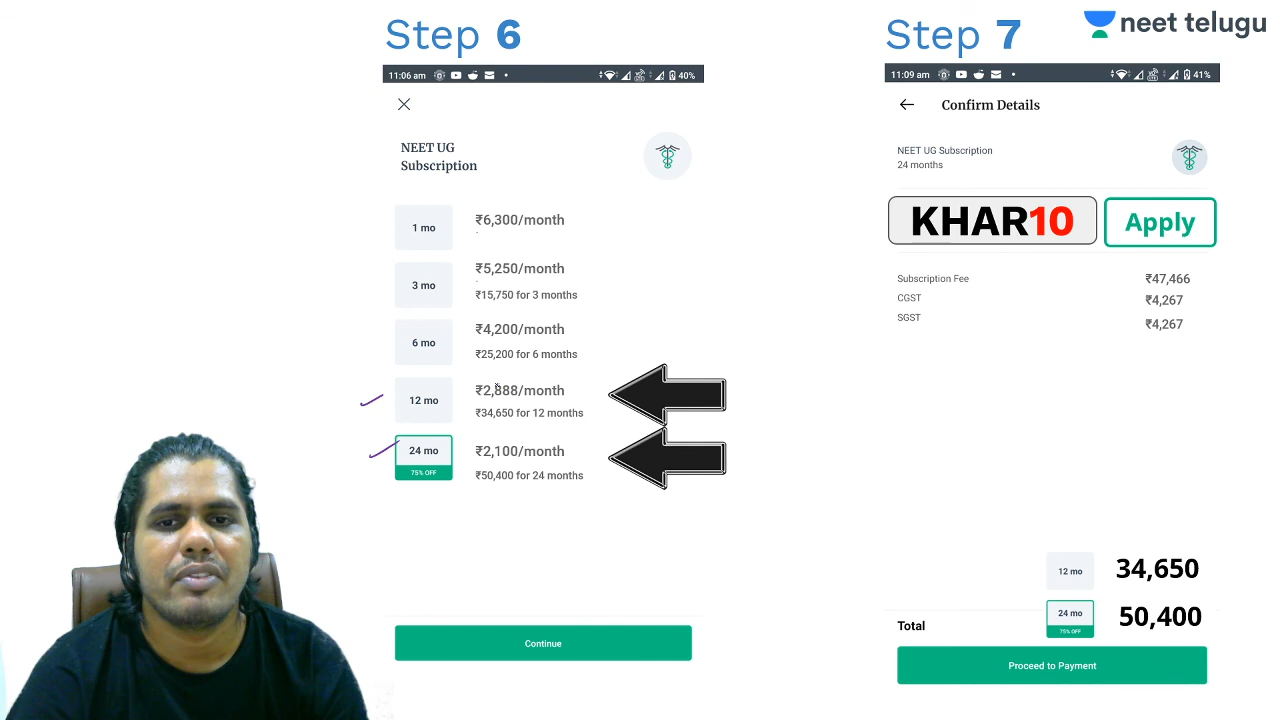 Step 6
11:06 am
40%
NEET UG
Subscription
1 mo
₹6,300/month
3 mo
₹5,250/month
₹15,750 for 3 months
6 mo
₹4,200/month
₹25,200 for 6 months
12 mo
₹2,888/month
₹34,650 for 12 months
24 mo
75% OFF
₹2,100/month
₹50,400 for 24 months
Continue
Step 7
neet telugu
11:09 am
41%
Confirm Details
NEET UG Subscription
24 months
KHAR10
Apply
Subscription Fee ₹47,466
CGST ₹4,267
SGST ₹4,267
12 mo 34,650
24 mo 50,400
75% OFF
Total
Proceed to Payment